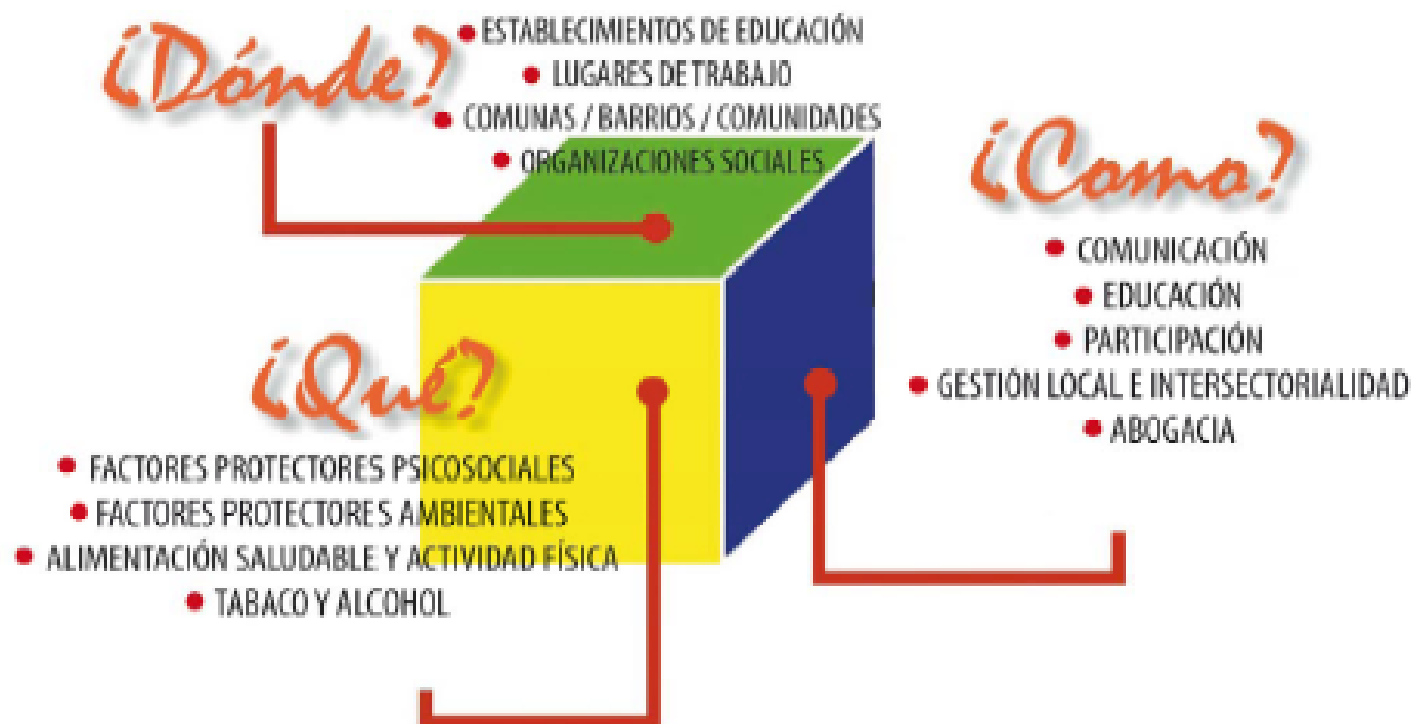 ¿Dónde?
• ESTABLECIMIENTOS DE EDUCACIÓN
• LUGARES DE TRABAJO
• COMUNAS / BARRIOS / COMUNIDADES
• ORGANIZACIONES SOCIALES
¿Como?
• COMUNICACIÓN
• EDUCACIÓN
• PARTICIPACIÓN
• GESTIÓN LOCAL E INTERSECTORIALIDAD
• ABOGACIA
¿Qué?
• FACTORES PROTECTORES PSICOSOCIALES
• FACTORES PROTECTORES AMBIENTALES
• ALIMENTACIÓN SALUDABLE Y ACTIVIDAD FÍSICA
• TABACO Y ALCOHOL